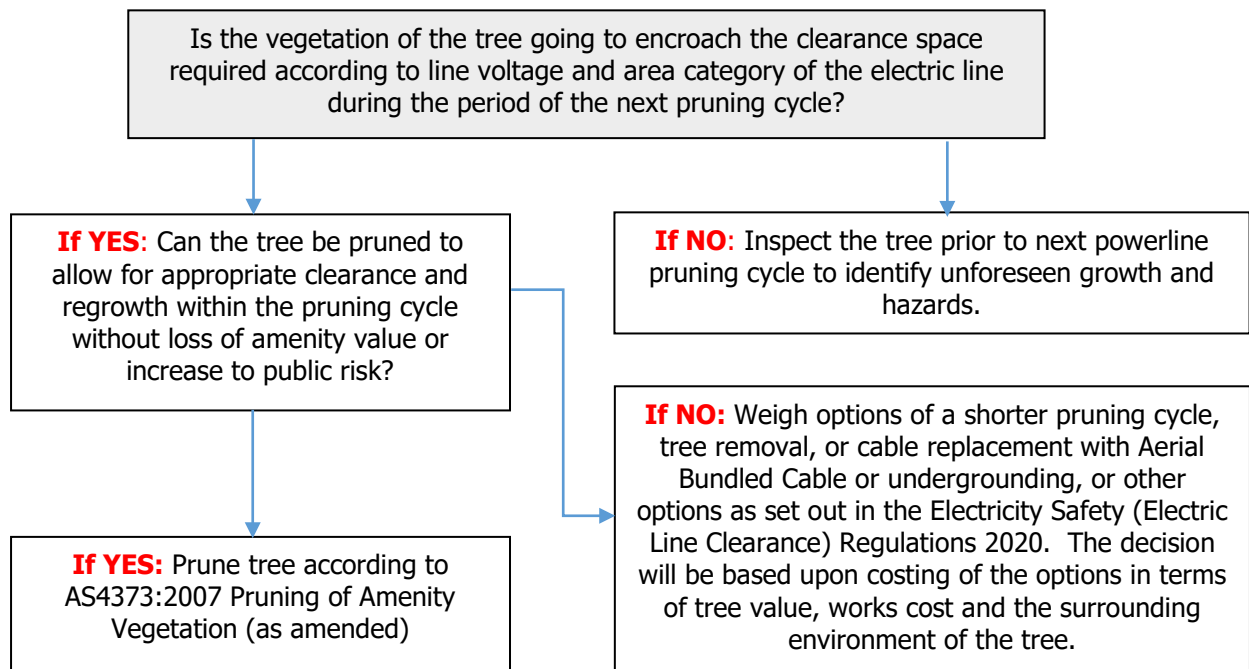 Is the vegetation of the tree going to encroach the clearance space
required according to line voltage and area category of the electric line
during the period of the next pruning cycle?
If YES: Can the tree be pruned to
allow for appropriate clearance and
regrowth within the pruning cycle
without loss of amenity value or
increase to public risk?
If NO: Inspect the tree prior to next powerline
pruning cycle to identify unforeseen growth and
hazards.
If YES: Prune tree according to
AS4373:2007 Pruning of Amenity
Vegetation (as amended)
If NO: Weigh options of a shorter pruning cycle,
tree removal, or cable replacement with Aerial
Bundled Cable or undergrounding, or other
options as set out in the Electricity Safety (Electric
Line Clearance) Regulations 2020.  The decision
will be based upon costing of the options in terms
of tree value, works cost and the surrounding
environment of the tree.